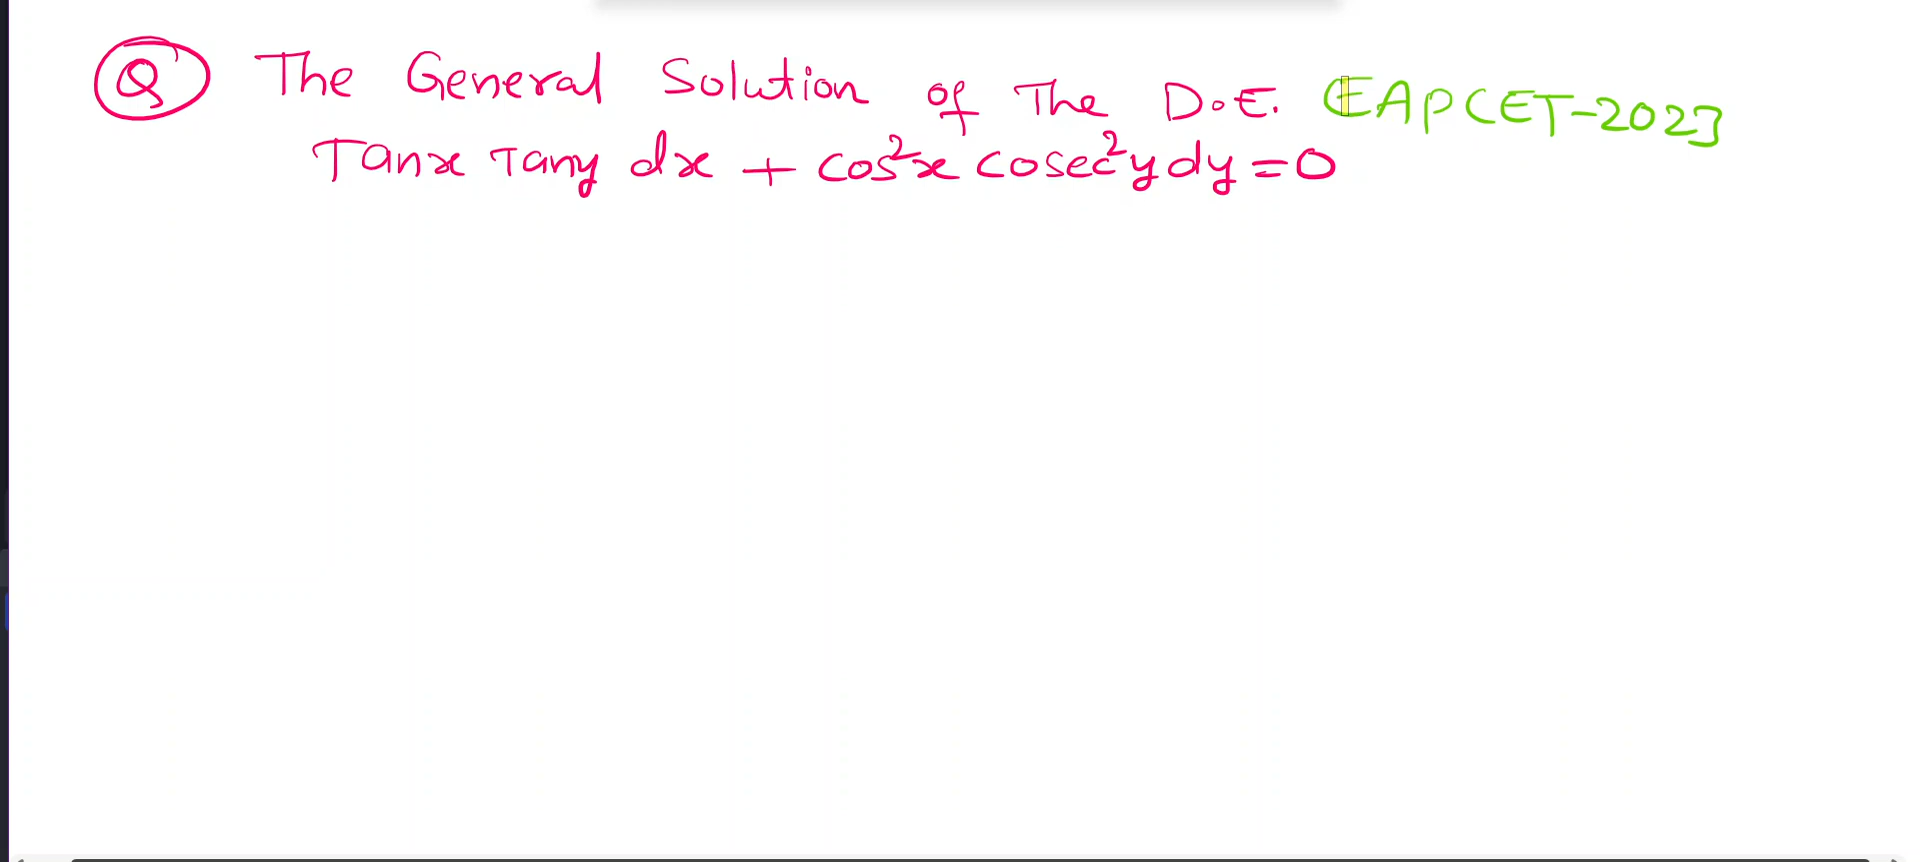 Q The General Solution of The D.E. [EAPCET-2023]
Tanx Tany dx + cos²x cosec²y dy = 0